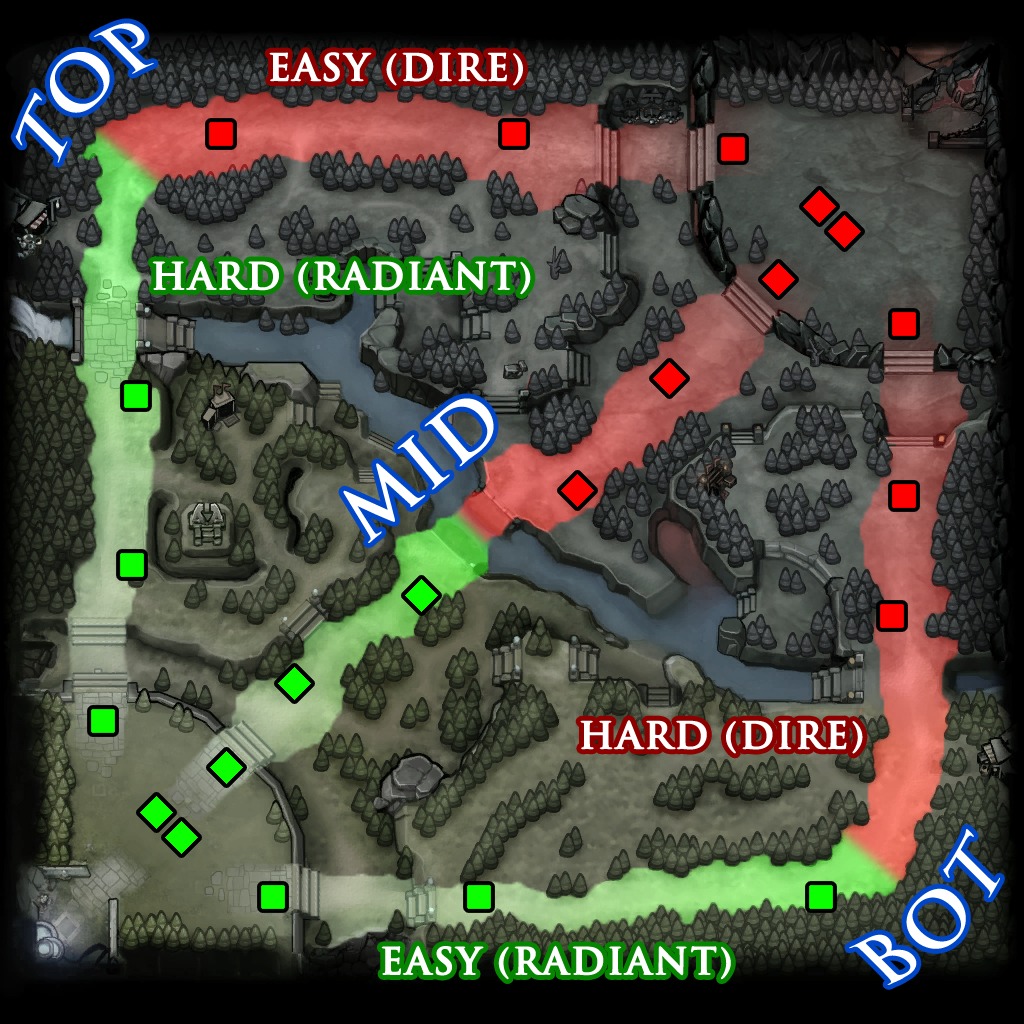 TOP
EASY (DIRE)
HARD (RADIANT)
MID
HARD (DIRE)
BOT
EASY (RADIANT)